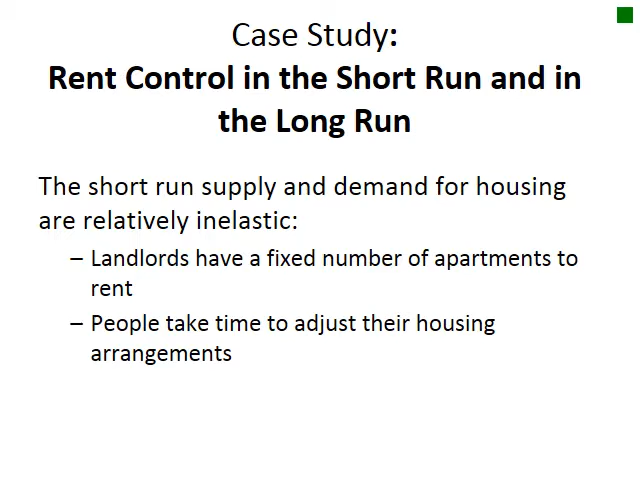 Case Study:
Rent Control in the Short Run and in
the Long Run
The short run supply and demand for housing
are relatively inelastic:
– Landlords have a fixed number of apartments to
rent
– People take time to adjust their housing
arrangements